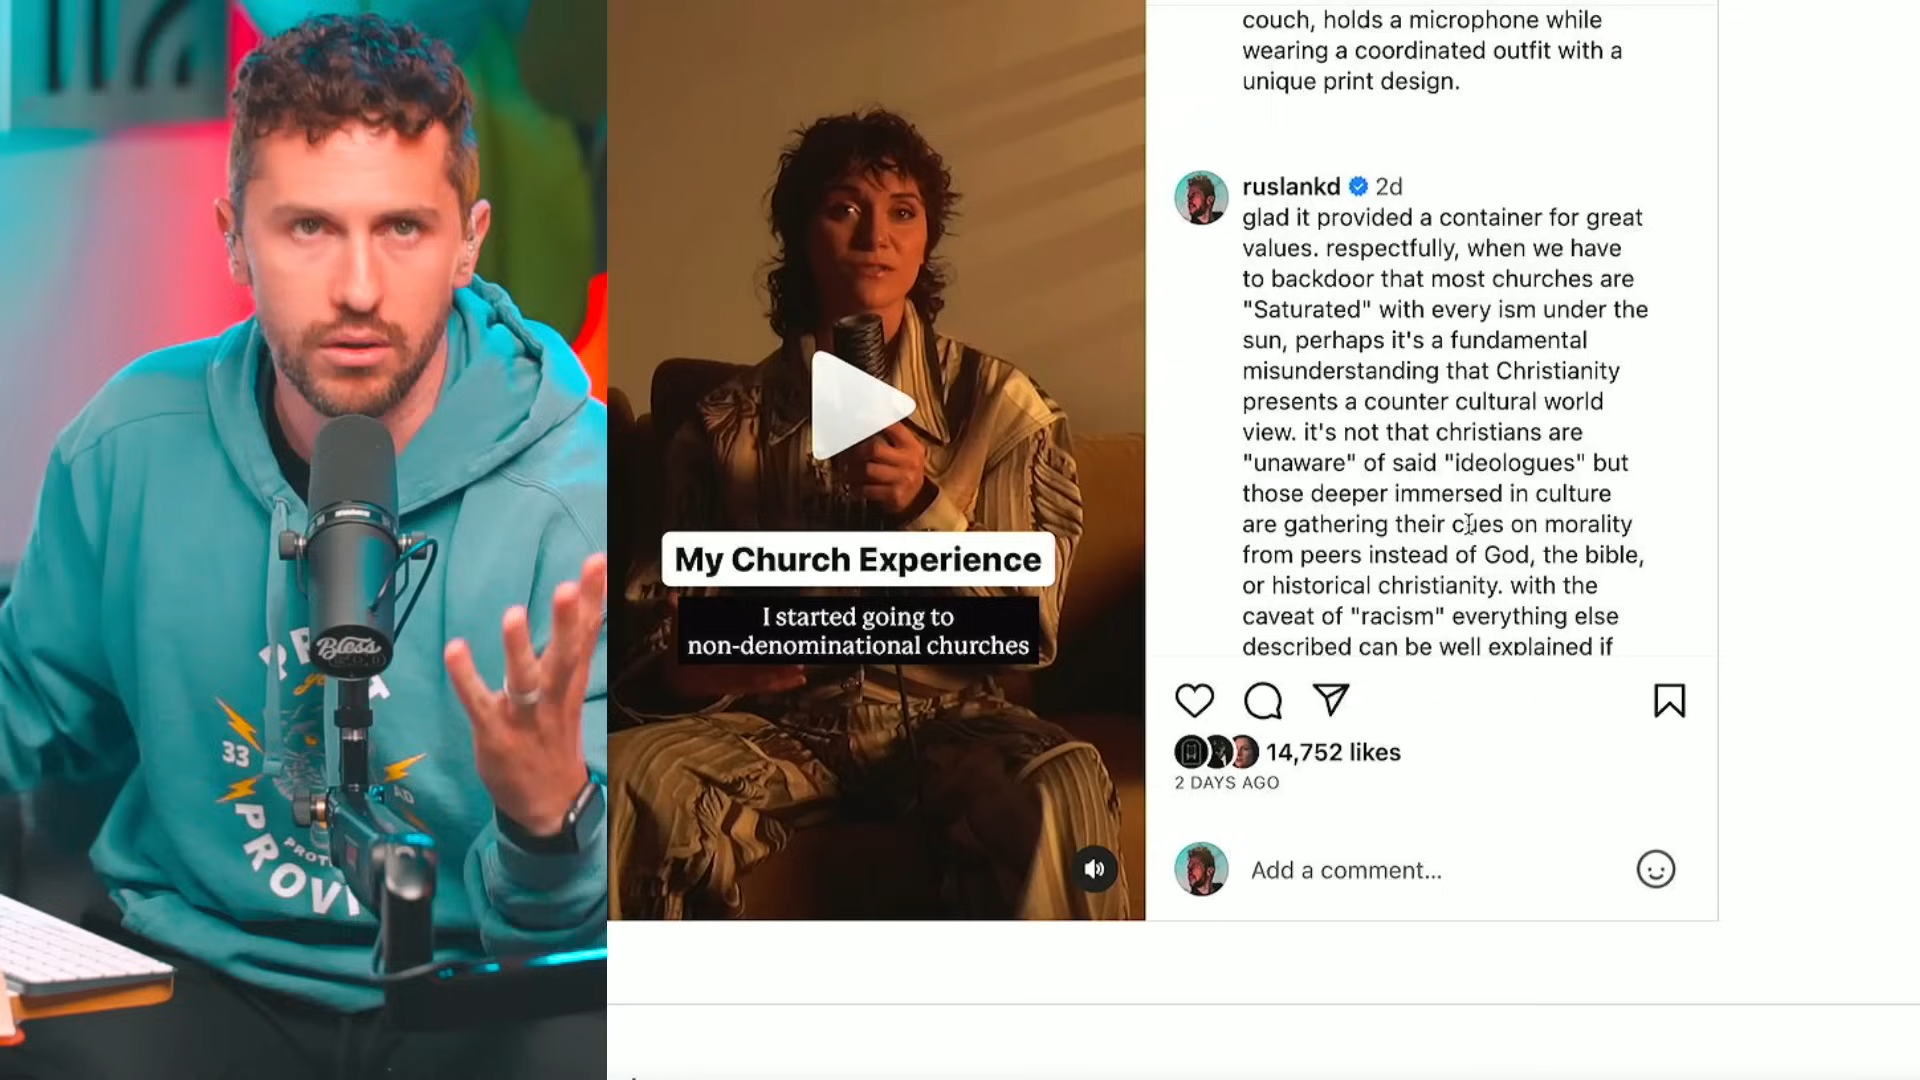 couch, holds a microphone while
wearing a coordinated outfit with a
unique print design.
ruslankd 2d
glad it provided a container for great
values. respectfully, when we have
to backdoor that most churches are
"Saturated" with every ism under the
sun, perhaps it's a fundamental
misunderstanding that Christianity
presents a counter cultural world
view. it's not that christians are
"unaware" of said "ideologues" but
those deeper immersed in culture
are gathering their cues on morality
from peers instead of God, the bible,
or historical christianity. with the
caveat of "racism" everything else
described can be well explained if
14,752 likes
2 DAYS AGO
Add a comment...
My Church Experience
I started going to
non-denominational churches
Bless
GOD
33
AD
PROVI